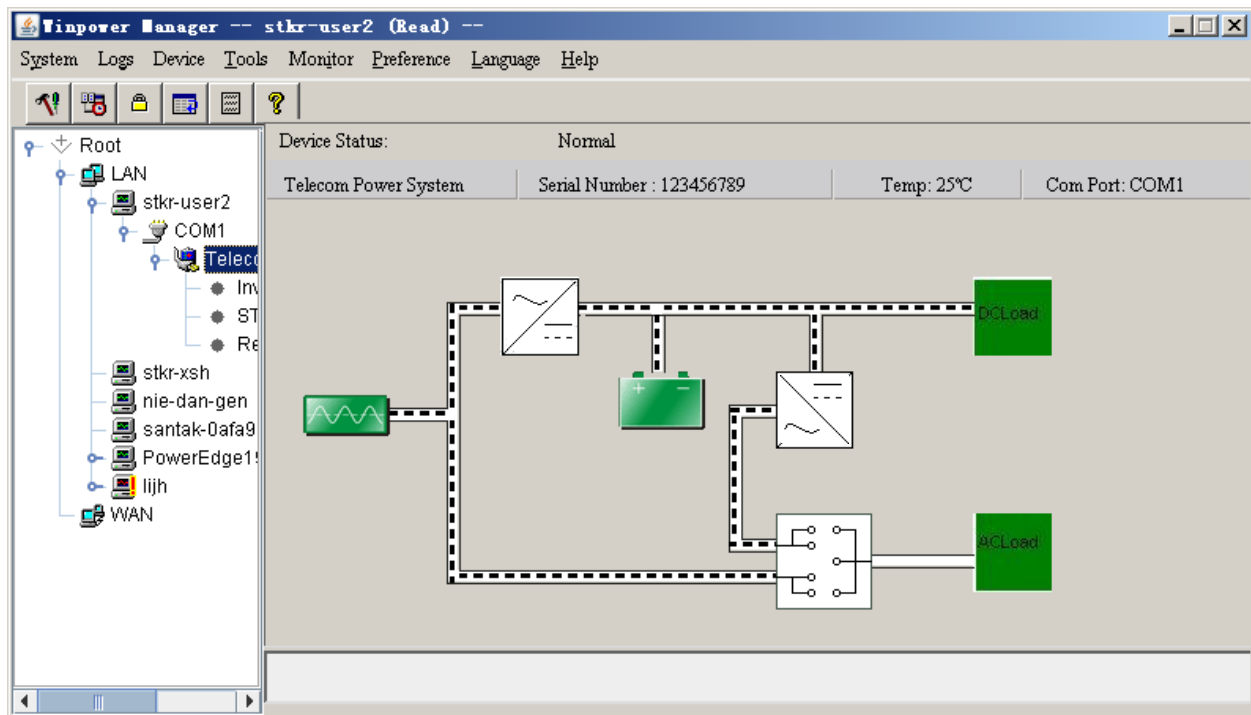 Winpower Manager -- stkr-user2 (Read) --
System Logs Device Tools Monitor Preference Language Help
Root
LAN
stkr-user2
COM1
Teleco
Inv
ST
Re
stkr-xsh
nie-dan-gen
santak-0afa9
PowerEdge19
lijh
WAN
Device Status: Normal
Telecom Power System Serial Number : 123456789 Temp: 25℃ Com Port: COM1
DCLoad
ACLoad